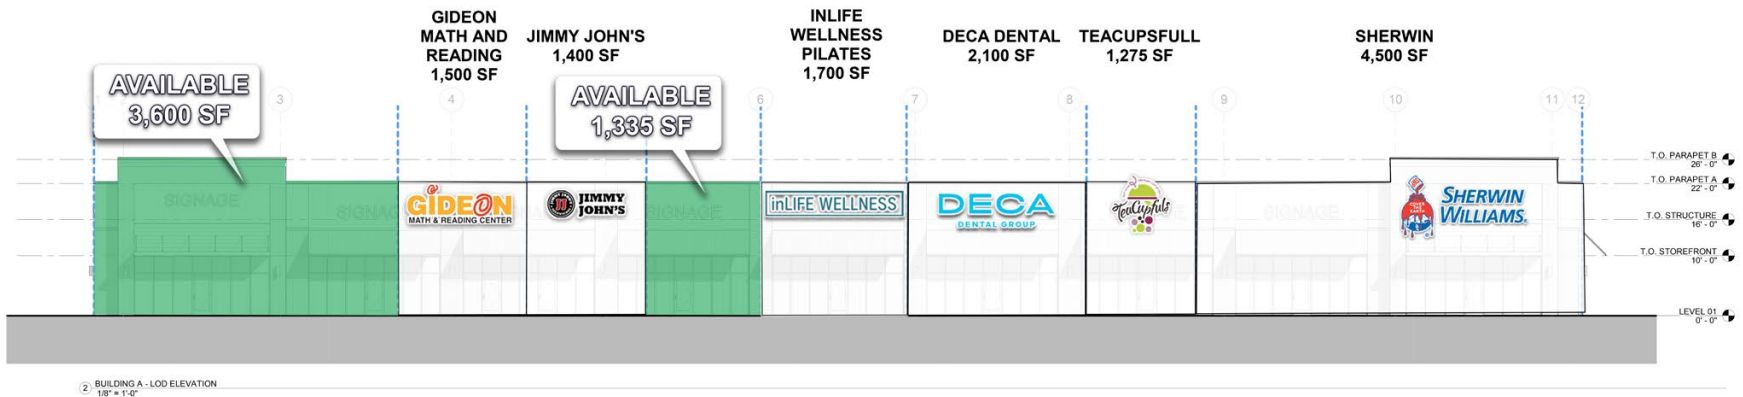 GIDEON
MATH AND
READING
1,500 SF
JIMMY JOHN'S
1,400 SF
INLIFE
WELLNESS
PILATES
1,700 SF
DECA DENTAL
2,100 SF
TEACUPSFULL
1,275 SF
SHERWIN
4,500 SF
AVAILABLE
3,600 SF
AVAILABLE
1,335 SF
3
4
6
7
8
9
10
11
12
SIGNAGE
SIGNAGE
GIDEON
MATH & READING CENTER
JIMMY
JOHN'S
SIGNAGE
inLIFE WELLNESS
DECA
DENTAL GROUP
TeaCupfuls
SIGNAGE
COVER
THE
EARTH
SHERWIN
WILLIAMS.
T.O. PARAPET B
26' - 0"
T.O. PARAPET A
22' - 0"
T.O. STRUCTURE
16' - 0"
T.O. STOREFRONT
10' - 0"
LEVEL 01
0' - 0"
2
BUILDING A - LOD ELEVATION
1/8" = 1'-0"